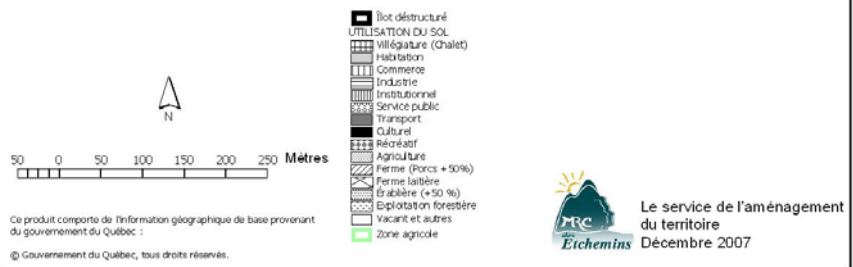 N
50 0 50 100 150 200 250 Mètres
Ce produit comporte de l'information géographique de base provenant
du gouvernement du Québec :
© Gouvernement du Québec, tous droits réservés.
Îlot déstructuré
UTILISATION DU SOL
Villégiature (Chalet)
Habitation
Commerce
Industrie
Institutionnel
Service public
Transport
Culturel
Récréatif
Agriculture
Ferme (Porcs +50%)
Ferme laitière
Érablière (+50 %)
Exploitation forestière
Vacant et autres
Zone agricole
MRC
des
Etchemins
Le service de l'aménagement
du territoire
Décembre 2007